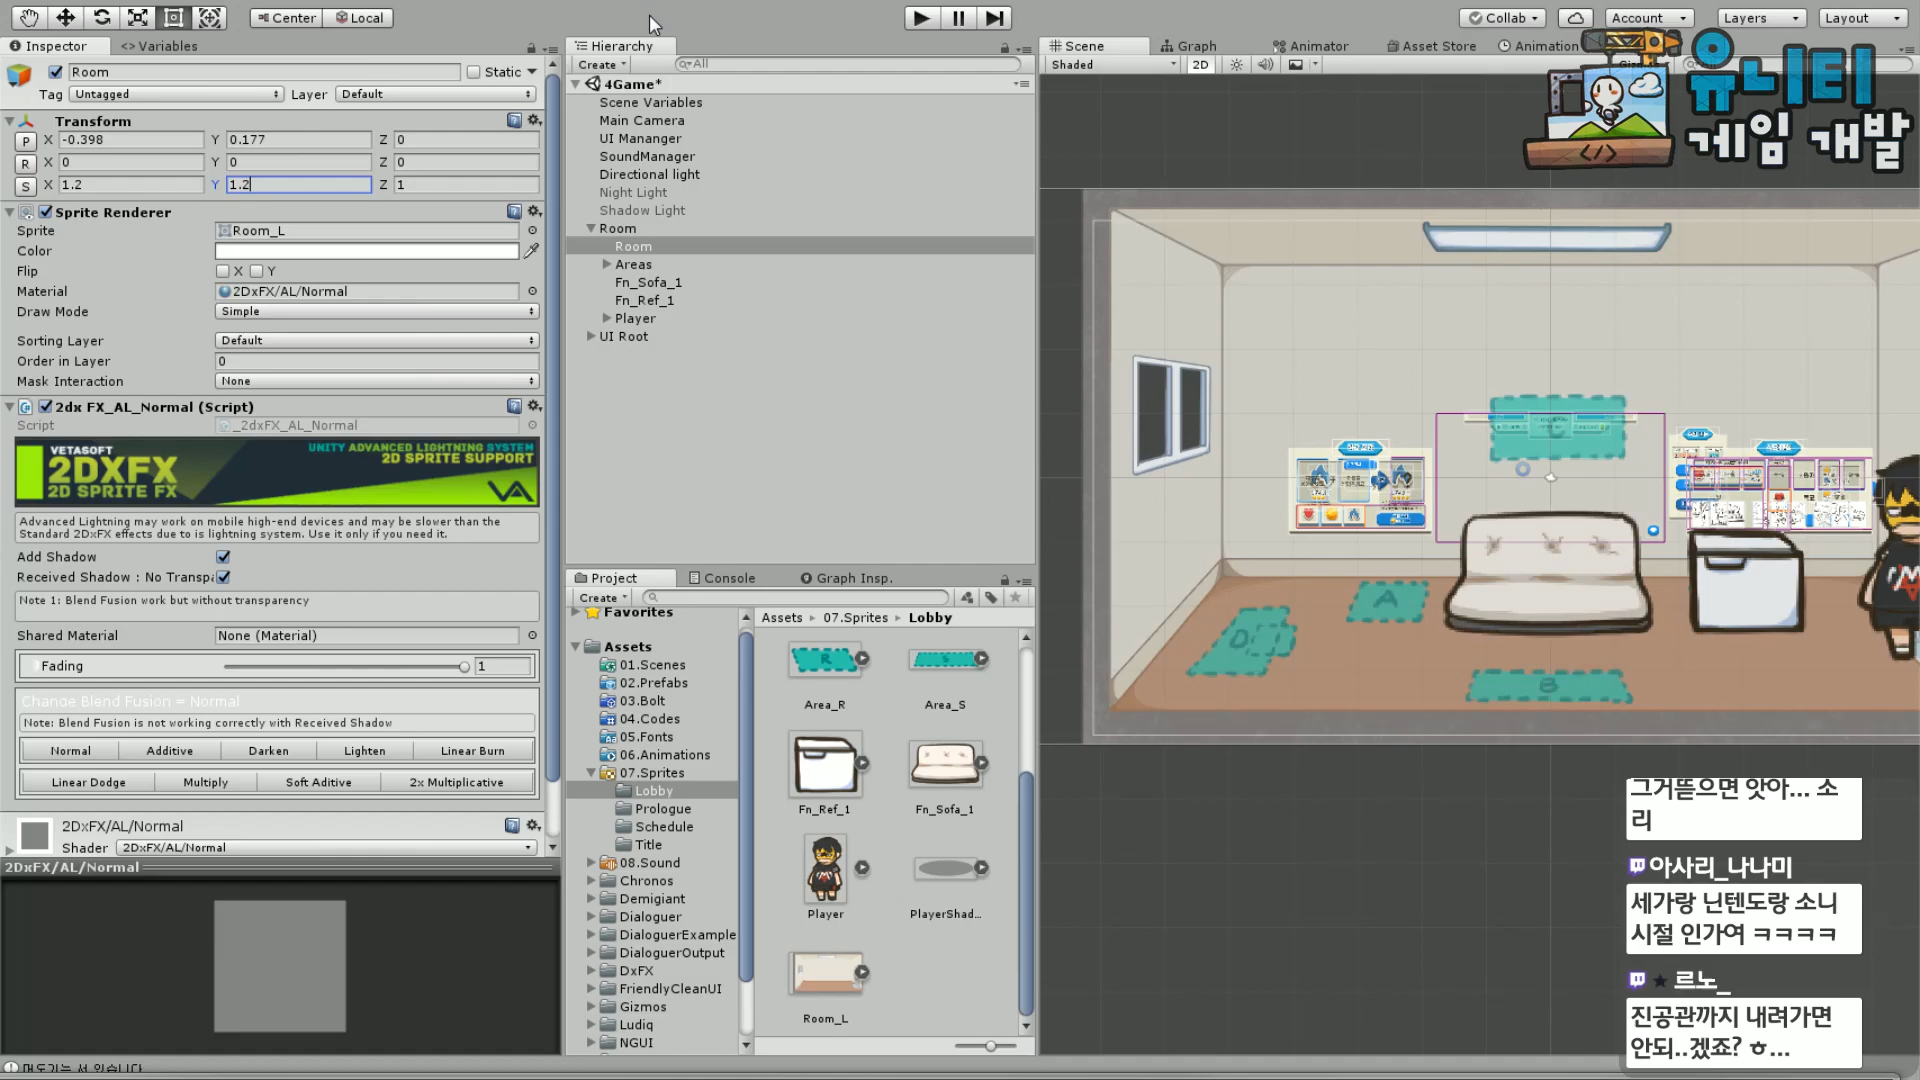 Center
Local
Collab
Account
Layers
Layout
Inspector
<> Variables
Hierarchy
Scene
Graph
Animator
Asset Store
Animation
Room
Static
Create
All
Shaded
2D
Tag
Untagged
Layer
Default
4Game*
Transform
P X -0.398 Y 0.177 Z 0
R X 0 Y 0 Z 0
S X 1.2 Y 1.2 Z 1
Scene Variables
Main Camera
UI Mananger
SoundManager
Directional light
Night Light
Shadow Light
Room
Room
Areas
Fn_Sofa_1
Fn_Ref_1
Player
UI Root
Sprite Renderer
Sprite
Room_L
Color
Flip
X Y
Material
2DxFX/AL/Normal
Draw Mode
Simple
Sorting Layer
Default
Order in Layer
0
Mask Interaction
None
2dx FX_AL_Normal (Script)
Script
_2dxFX_AL_Normal
VETASOFT
2DXFX
2D SPRITE FX
UNITY ADVANCED LIGHTNING SYSTEM
2D SPRITE SUPPORT
Advanced Lightning may work on mobile high-end devices and may be slower than the
Standard 2DxFX effects due to is lightning system. Use it only if you need it.
Add Shadow
Received Shadow : No Transpa
Note 1: Blend Fusion work but without transparency
Shared Material
None (Material)
Fading
1
Change Blend Fusion = Normal
Note: Blend Fusion is not working correctly with Received Shadow
Normal
Additive
Darken
Lighten
Linear Burn
Linear Dodge
Multiply
Soft Aditive
2x Multiplicative
2DxFX/AL/Normal
Shader
2DxFX/AL/Normal
2DxFX/AL/Normal
Project
Console
Graph Insp.
Create
Favorites
Assets
01.Scenes
02.Prefabs
03.Bolt
04.Codes
05.Fonts
06.Animations
07.Sprites
Lobby
Prologue
Schedule
Title
08.Sound
Chronos
Demigiant
Dialoguer
DialoguerExample
DialoguerOutput
DxFX
FriendlyCleanUI
Gizmos
Ludiq
NGUI
Assets
07.Sprites
Lobby
R
S
Area_R
Area_S
Fn_Ref_1
Fn_Sofa_1
Player
PlayerShad...
Room_L
유니티
게임 개발
</>
C
A
D
B
그거뜯으면 앗아... 소
리
아사리_나나미
세가랑 닌텐도랑 소니
시절 인가여 ㅋㅋㅋㅋ
르노_
진공관까지 내려가면
안되..겠죠? ㅎ...